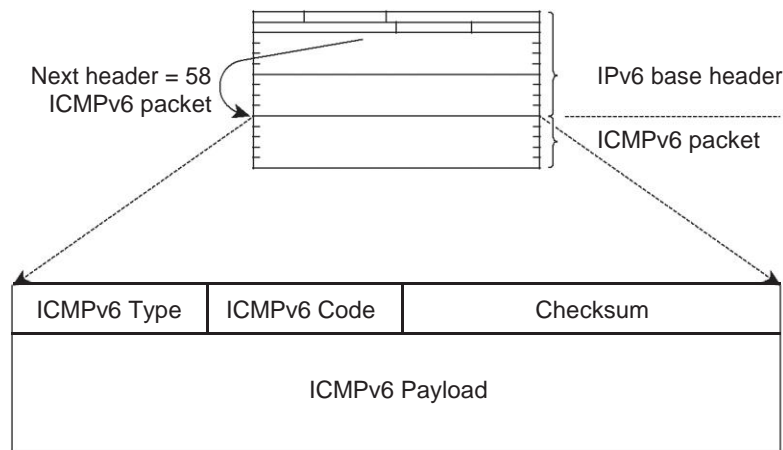 Next header = 58
ICMPv6 packet
IPv6 base header
ICMPv6 packet
ICMPv6 Type
ICMPv6 Code
Checksum
ICMPv6 Payload